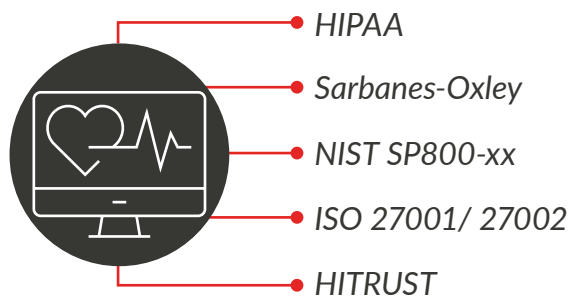 HIPAA
Sarbanes-Oxley
NIST SP800-xx
ISO 27001/ 27002
HITRUST